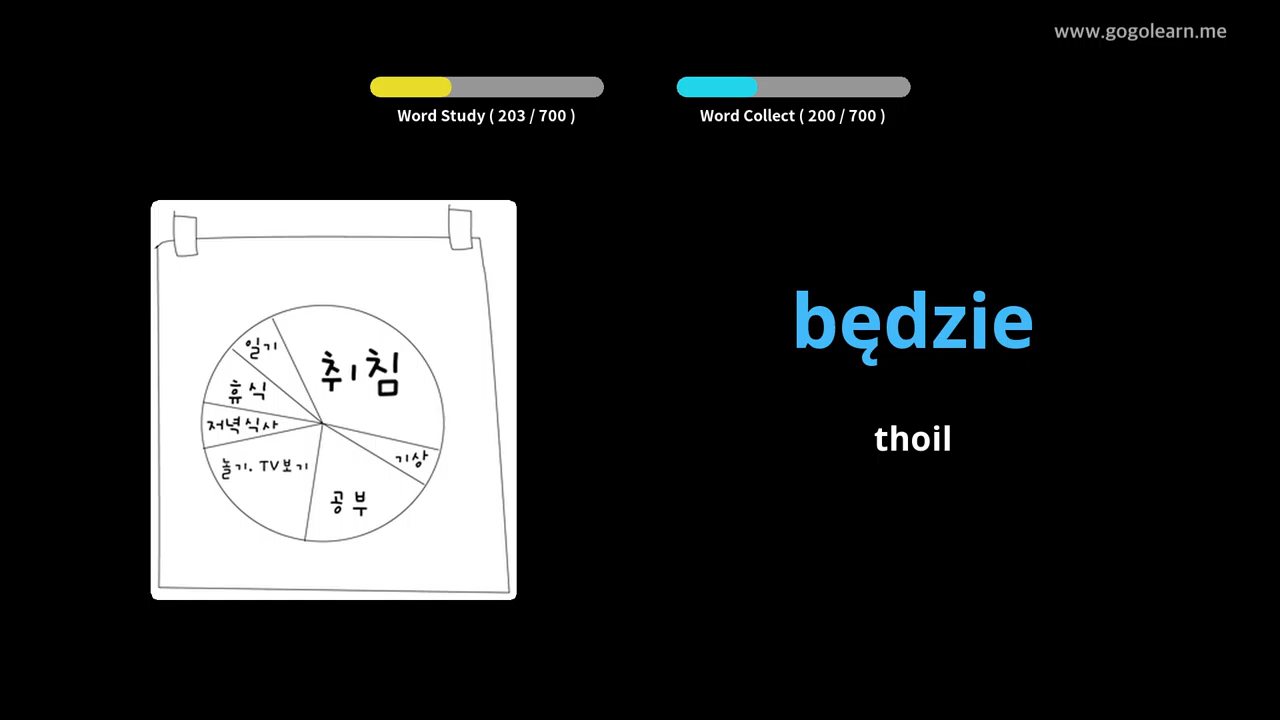 www.gogolearn.me
Word Study ( 203 / 700 )
Word Collect ( 200 / 700 )
일기
취침
휴식
저녁식사
놀기. TV보기
기상
공부
będzie
thoil